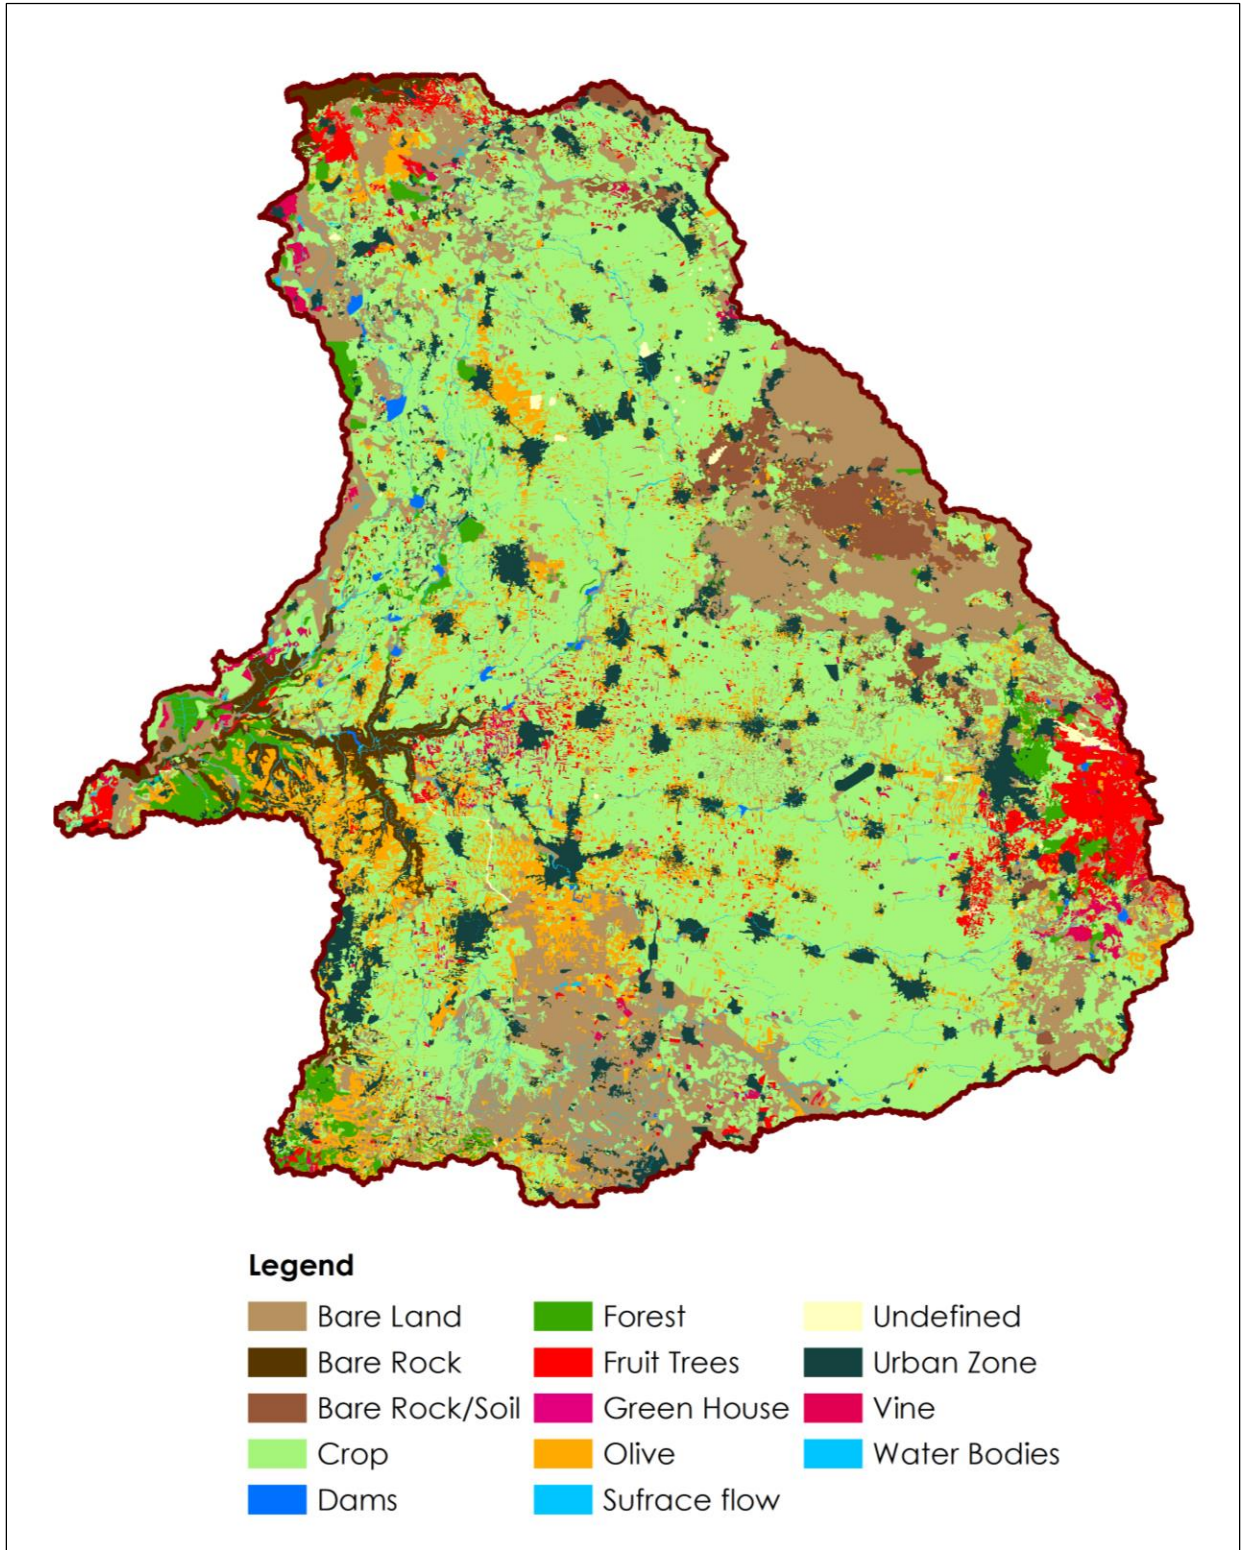 Legend
Bare Land
Bare Rock
Bare Rock/Soil
Crop
Dams
Forest
Fruit Trees
Green House
Olive
Sufrace flow
Undefined
Urban Zone
Vine
Water Bodies